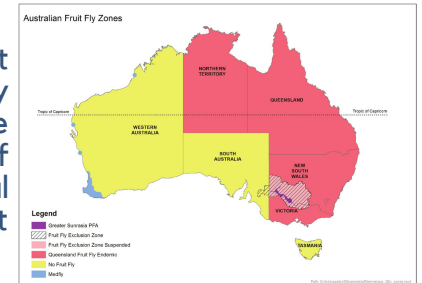 Australian Fruit Fly Zones
t
y
e
f
l
t
NORTHERN
TERRITORY
QUEENSLAND
Tropic of Capricorn
Tropic of Capricorn
WESTERN
AUSTRALIA
SOUTH
AUSTRALIA
NEW
SOUTH
WALES
VICTORIA
TASMANIA
Legend
Greater Sunraisia PFA
Fruit Fly Exclusion Zone
Fruit Fly Exclusion Zone Suspended
Queensland Fruit Fly Endemic
No Fruit Fly
Medfly